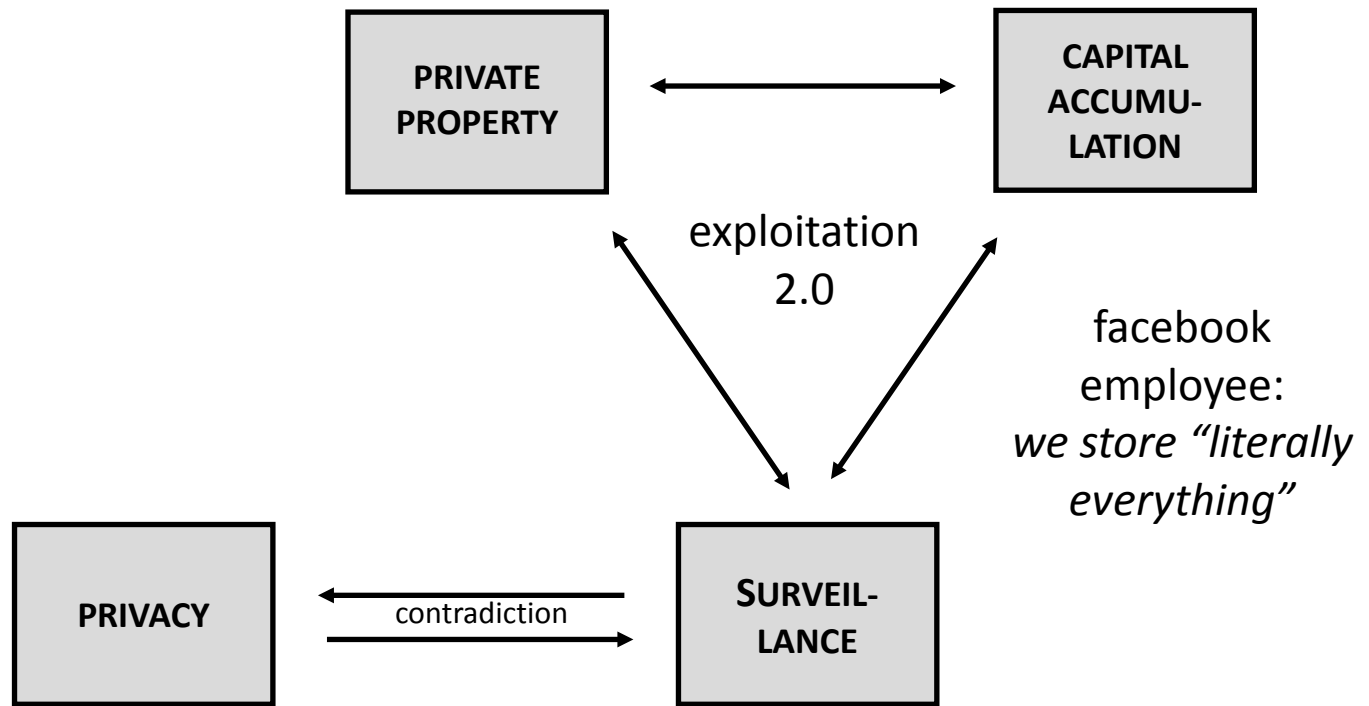 PRIVATE
PROPERTY
CAPITAL
ACCUMU-
LATION
exploitation
2.0
facebook
employee:
we store “literally
everything”
PRIVACY
contradiction
SURVEIL-
LANCE